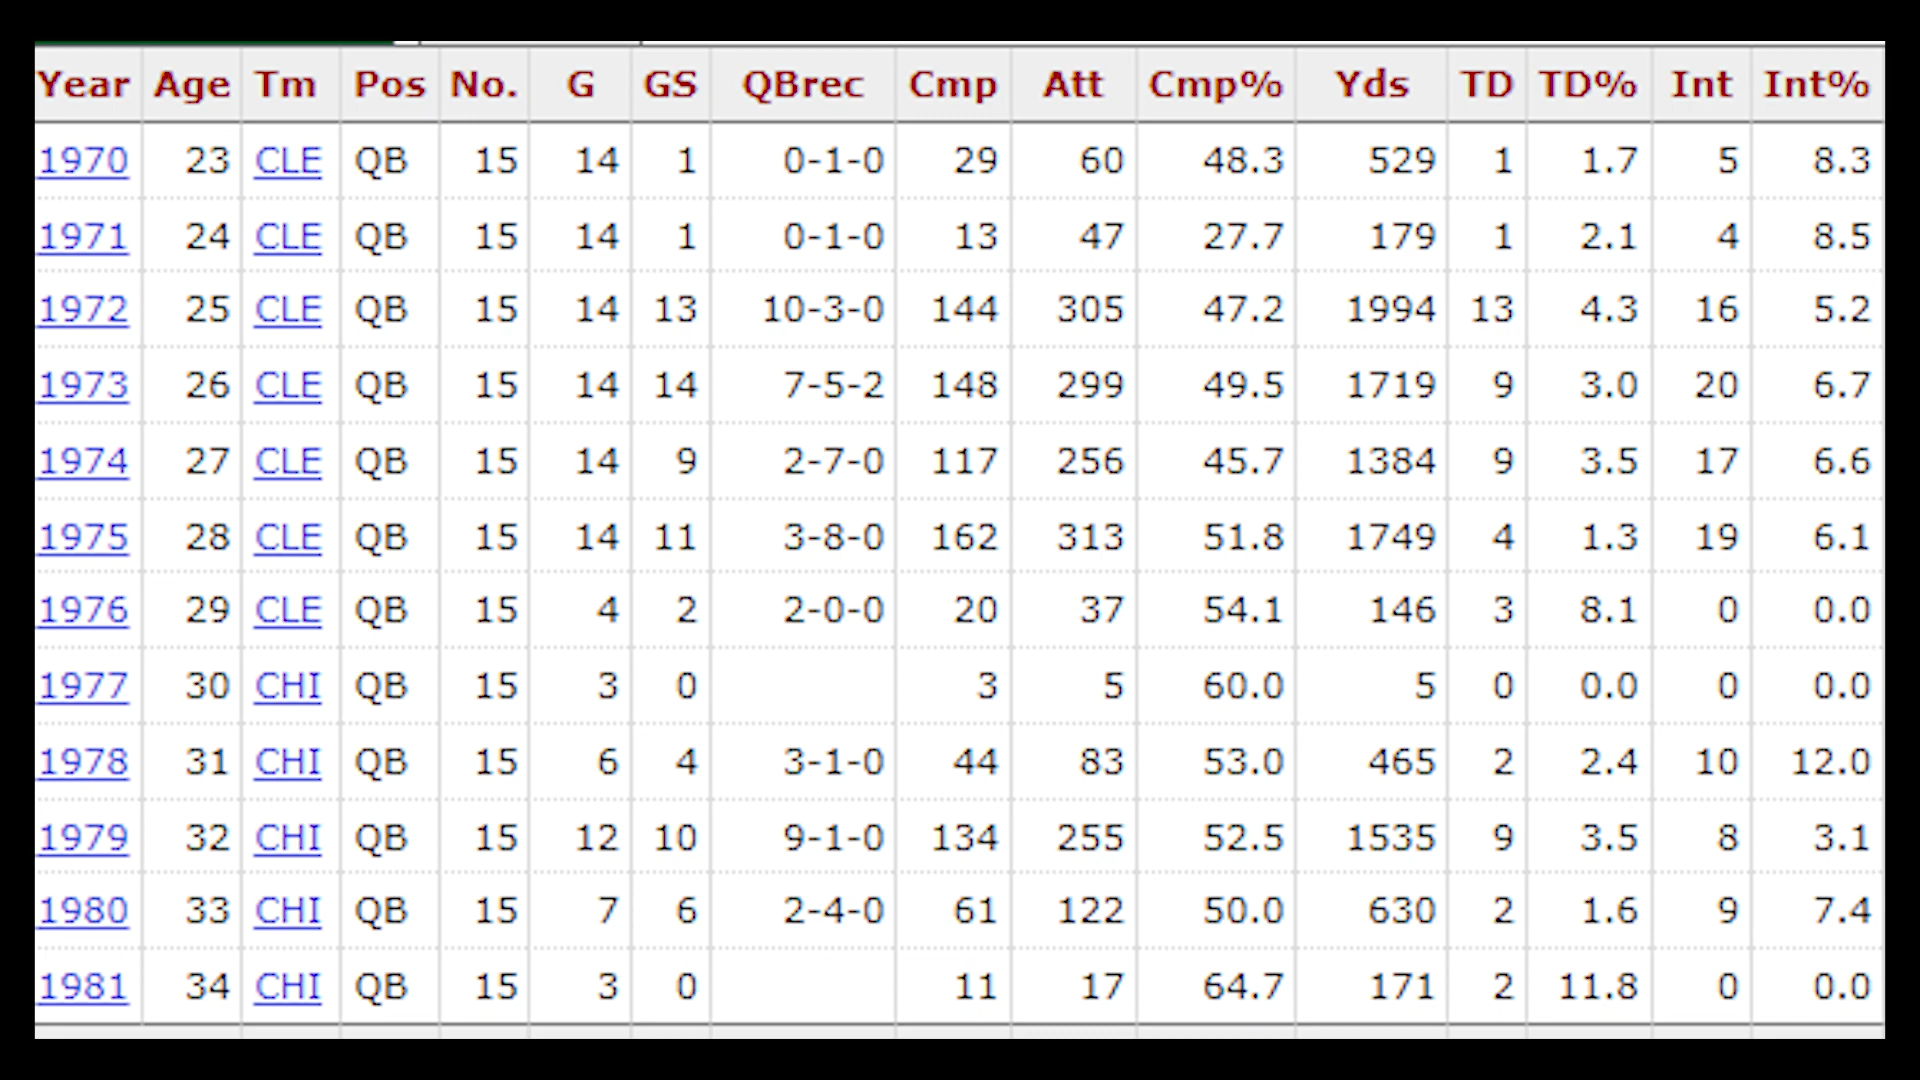 Year Age Tm Pos No. G GS QBrec Cmp Att Cmp% Yds TD TD% Int Int%
1970 23 CLE QB 15 14 1 0-1-0 29 60 48.3 529 1 1.7 5 8.3
1971 24 CLE QB 15 14 1 0-1-0 13 47 27.7 179 1 2.1 4 8.5
1972 25 CLE QB 15 14 13 10-3-0 144 305 47.2 1994 13 4.3 16 5.2
1973 26 CLE QB 15 14 14 7-5-2 148 299 49.5 1719 9 3.0 20 6.7
1974 27 CLE QB 15 14 9 2-7-0 117 256 45.7 1384 9 3.5 17 6.6
1975 28 CLE QB 15 14 11 3-8-0 162 313 51.8 1749 4 1.3 19 6.1
1976 29 CLE QB 15 4 2 2-0-0 20 37 54.1 146 3 8.1 0 0.0
1977 30 CHI QB 15 3 0 3 5 60.0 5 0 0.0 0 0.0
1978 31 CHI QB 15 6 4 3-1-0 44 83 53.0 465 2 2.4 10 12.0
1979 32 CHI QB 15 12 10 9-1-0 134 255 52.5 1535 9 3.5 8 3.1
1980 33 CHI QB 15 7 6 2-4-0 61 122 50.0 630 2 1.6 9 7.4
1981 34 CHI QB 15 3 0 11 17 64.7 171 2 11.8 0 0.0